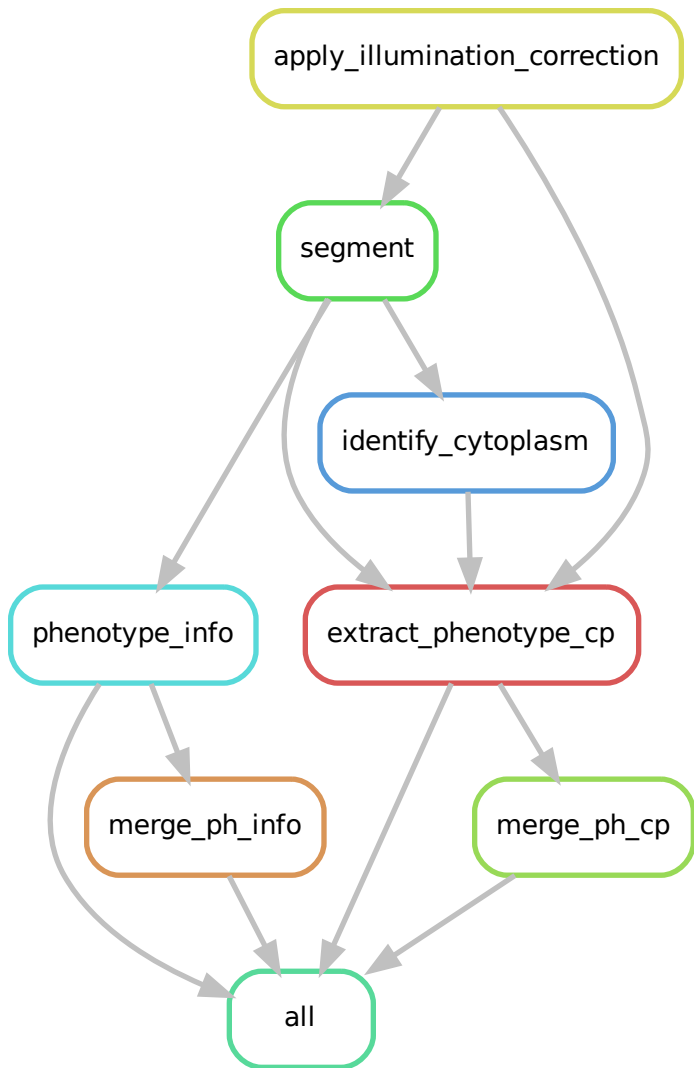 apply_illumination_correction
segment
identify_cytoplasm
phenotype_info
extract_phenotype_cp
merge_ph_info
merge_ph_cp
all